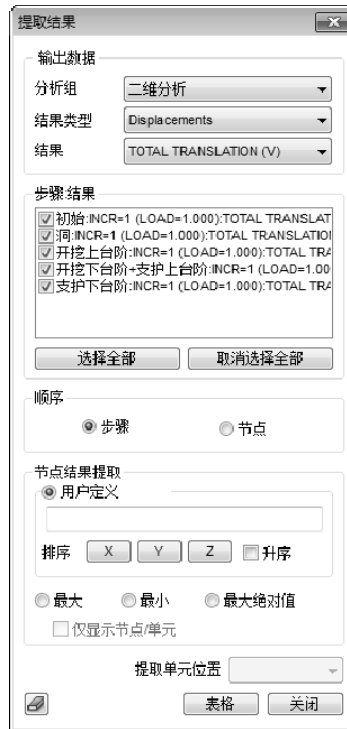 提取结果
输出数据
分析组 二维分析
结果类型 Displacements
结果 TOTAL TRANSLATION (V)
步骤:结果
初始:INCR=1 (LOAD=1.000):TOTAL TRANSLAT
洞:INCR=1 (LOAD=1.000):TOTAL TRANSLATIO
开挖上台阶:INCR=1 (LOAD=1.000):TOTAL TRA
开挖下台阶+支护上台阶:INCR=1 (LOAD=1.00
支护下台阶:INCR=1 (LOAD=1.000):TOTAL TRA
选择全部 取消选择全部
顺序
步骤 节点
节点结果提取
用户定义
排序 X Y Z 升序
最大 最小 最大绝对值
仅显示节点/单元
提取单元位置
表格 关闭